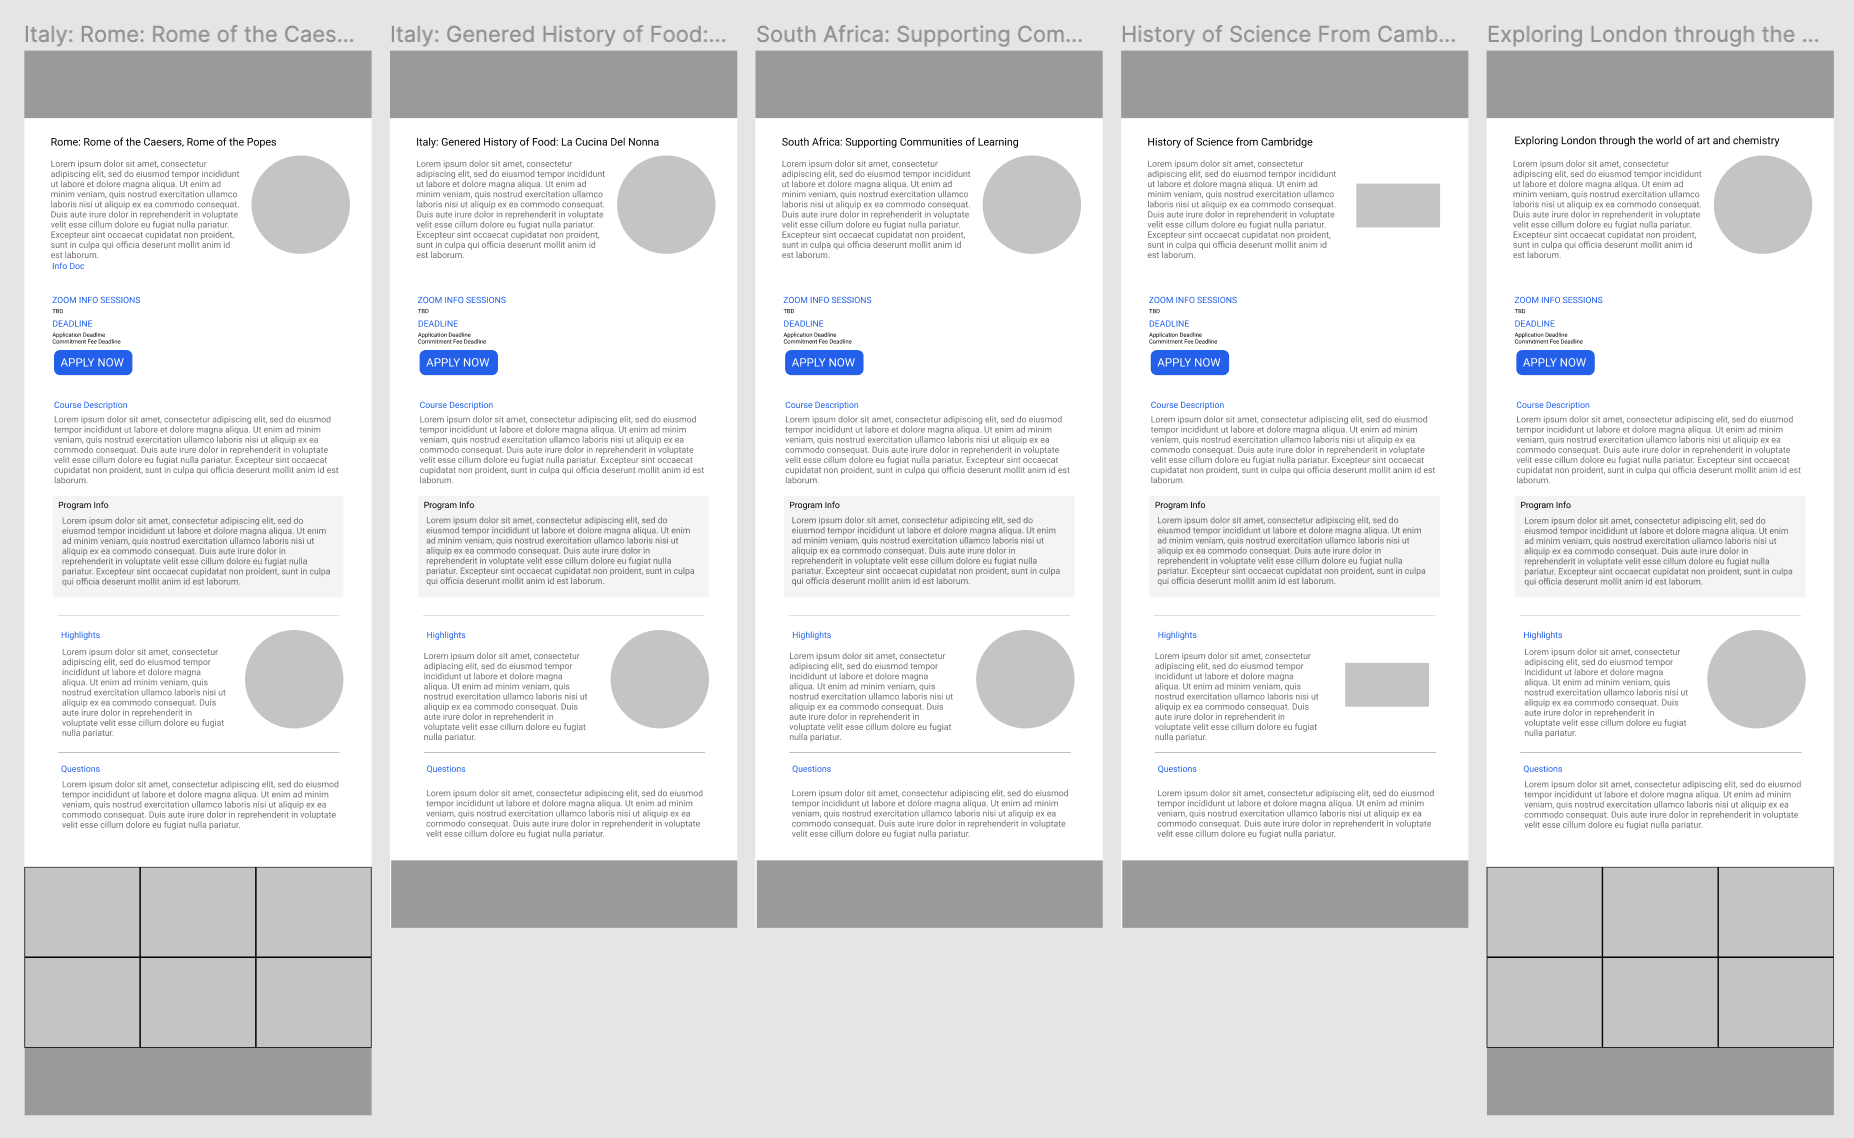 Italy: Rome: Rome of the Caes...
Rome: Rome of the Caesers, Rome of the Popes
Lorem ipsum dolor sit amet, consectetur
adipiscing elit, sed do eiusmod tempor incididunt
ut labore et dolore magna aliqua. Ut enim ad
minim veniam, quis nostrud exercitation ullamco
laboris nisi ut aliquip ex ea commodo consequat.
Duis aute irure dolor in reprehenderit in voluptate
velit esse cillum dolore eu fugiat nulla pariatur.
Excepteur sint occaecat cupidatat non proident,
sunt in culpa qui officia deserunt mollit anim id
est laborum.
Info Doc
ZOOM INFO SESSIONS
TBD
DEADLINE
Application Deadline
Commitment Fee Deadline
APPLY NOW
Course Description
Lorem ipsum dolor sit amet, consectetur adipiscing elit, sed do eiusmod
tempor incididunt ut labore et dolore magna aliqua. Ut enim ad minim
veniam, quis nostrud exercitation ullamco laboris nisi ut aliquip ex ea
commodo consequat. Duis aute irure dolor in reprehenderit in voluptate
velit esse cillum dolore eu fugiat nulla pariatur. Excepteur sint occaecat
cupidatat non proident, sunt in culpa qui officia deserunt mollit anim id est
laborum.
Program Info
Lorem ipsum dolor sit amet, consectetur adipiscing elit, sed do
eiusmod tempor incididunt ut labore et dolore magna aliqua. Ut enim
ad minim veniam, quis nostrud exercitation ullamco laboris nisi ut
aliquip ex ea commodo consequat. Duis aute irure dolor in
reprehenderit in voluptate velit esse cillum dolore eu fugiat nulla
pariatur. Excepteur sint occaecat cupidatat non proident, sunt in culpa
qui officia deserunt mollit anim id est laborum.
Highlights
Lorem ipsum dolor sit amet, consectetur
adipiscing elit, sed do eiusmod tempor
incididunt ut labore et dolore magna
aliqua. Ut enim ad minim veniam, quis
nostrud exercitation ullamco laboris nisi ut
aliquip ex ea commodo consequat. Duis
aute irure dolor in reprehenderit in
voluptate velit esse cillum dolore eu fugiat
nulla pariatur.
Questions
Lorem ipsum dolor sit amet, consectetur adipiscing elit, sed do eiusmod
tempor incididunt ut labore et dolore magna aliqua. Ut enim ad minim
veniam, quis nostrud exercitation ullamco laboris nisi ut aliquip ex ea
commodo consequat. Duis aute irure dolor in reprehenderit in voluptate
velit esse cillum dolore eu fugiat nulla pariatur.
Italy: Genered History of Food:...
Italy: Genered History of Food: La Cucina Del Nonna
Lorem ipsum dolor sit amet, consectetur
adipiscing elit, sed do eiusmod tempor incididunt
ut labore et dolore magna aliqua. Ut enim ad
minim veniam, quis nostrud exercitation ullamco
laboris nisi ut aliquip ex ea commodo consequat.
Duis aute irure dolor in reprehenderit in voluptate
velit esse cillum dolore eu fugiat nulla pariatur.
Excepteur sint occaecat cupidatat non proident,
sunt in culpa qui officia deserunt mollit anim id
est laborum.
ZOOM INFO SESSIONS
TBD
DEADLINE
Application Deadline
Commitment Fee Deadline
APPLY NOW
Course Description
Lorem ipsum dolor sit amet, consectetur adipiscing elit, sed do eiusmod
tempor incididunt ut labore et dolore magna aliqua. Ut enim ad minim
veniam, quis nostrud exercitation ullamco laboris nisi ut aliquip ex ea
commodo consequat. Duis aute irure dolor in reprehenderit in voluptate
velit esse cillum dolore eu fugiat nulla pariatur. Excepteur sint occaecat
cupidatat non proident, sunt in culpa qui officia deserunt mollit anim id est
laborum.
Program Info
Lorem ipsum dolor sit amet, consectetur adipiscing elit, sed do
eiusmod tempor incididunt ut labore et dolore magna aliqua. Ut enim
ad minim veniam, quis nostrud exercitation ullamco laboris nisi ut
aliquip ex ea commodo consequat. Duis aute irure dolor in
reprehenderit in voluptate velit esse cillum dolore eu fugiat nulla
pariatur. Excepteur sint occaecat cupidatat non proident, sunt in culpa
qui officia deserunt mollit anim id est laborum.
Highlights
Lorem ipsum dolor sit amet, consectetur
adipiscing elit, sed do eiusmod tempor
incididunt ut labore et dolore magna
aliqua. Ut enim ad minim veniam, quis
nostrud exercitation ullamco laboris nisi ut
aliquip ex ea commodo consequat. Duis
aute irure dolor in reprehenderit in
voluptate velit esse cillum dolore eu fugiat
nulla pariatur.
Questions
Lorem ipsum dolor sit amet, consectetur adipiscing elit, sed do eiusmod
tempor incididunt ut labore et dolore magna aliqua. Ut enim ad minim
veniam, quis nostrud exercitation ullamco laboris nisi ut aliquip ex ea
commodo consequat. Duis aute irure dolor in reprehenderit in voluptate
velit esse cillum dolore eu fugiat nulla pariatur.
South Africa: Supporting Com...
South Africa: Supporting Communities of Learning
Lorem ipsum dolor sit amet, consectetur
adipiscing elit, sed do eiusmod tempor incididunt
ut labore et dolore magna aliqua. Ut enim ad
minim veniam, quis nostrud exercitation ullamco
laboris nisi ut aliquip ex ea commodo consequat.
Duis aute irure dolor in reprehenderit in voluptate
velit esse cillum dolore eu fugiat nulla pariatur.
Excepteur sint occaecat cupidatat non proident,
sunt in culpa qui officia deserunt mollit anim id
est laborum.
ZOOM INFO SESSIONS
TBD
DEADLINE
Application Deadline
Commitment Fee Deadline
APPLY NOW
Course Description
Lorem ipsum dolor sit amet, consectetur adipiscing elit, sed do eiusmod
tempor incididunt ut labore et dolore magna aliqua. Ut enim ad minim
veniam, quis nostrud exercitation ullamco laboris nisi ut aliquip ex ea
commodo consequat. Duis aute irure dolor in reprehenderit in voluptate
velit esse cillum dolore eu fugiat nulla pariatur. Excepteur sint occaecat
cupidatat non proident, sunt in culpa qui officia deserunt mollit anim id est
laborum.
Program Info
Lorem ipsum dolor sit amet, consectetur adipiscing elit, sed do
eiusmod tempor incididunt ut labore et dolore magna aliqua. Ut enim
ad minim veniam, quis nostrud exercitation ullamco laboris nisi ut
aliquip ex ea commodo consequat. Duis aute irure dolor in
reprehenderit in voluptate velit esse cillum dolore eu fugiat nulla
pariatur. Excepteur sint occaecat cupidatat non proident, sunt in culpa
qui officia deserunt mollit anim id est laborum.
Highlights
Lorem ipsum dolor sit amet, consectetur
adipiscing elit, sed do eiusmod tempor
incididunt ut labore et dolore magna
aliqua. Ut enim ad minim veniam, quis
nostrud exercitation ullamco laboris nisi ut
aliquip ex ea commodo consequat. Duis
aute irure dolor in reprehenderit in
voluptate velit esse cillum dolore eu fugiat
nulla pariatur.
Questions
Lorem ipsum dolor sit amet, consectetur adipiscing elit, sed do eiusmod
tempor incididunt ut labore et dolore magna aliqua. Ut enim ad minim
veniam, quis nostrud exercitation ullamco laboris nisi ut aliquip ex ea
commodo consequat. Duis aute irure dolor in reprehenderit in voluptate
velit esse cillum dolore eu fugiat nulla pariatur.
History of Science From Camb...
History of Science from Cambridge
Lorem ipsum dolor sit amet, consectetur
adipiscing elit, sed do eiusmod tempor incididunt
ut labore et dolore magna aliqua. Ut enim ad
minim veniam, quis nostrud exercitation ullamco
laboris nisi ut aliquip ex ea commodo consequat.
Duis aute irure dolor in reprehenderit in voluptate
velit esse cillum dolore eu fugiat nulla pariatur.
Excepteur sint occaecat cupidatat non proident,
sunt in culpa qui officia deserunt mollit anim id
est laborum.
ZOOM INFO SESSIONS
TBD
DEADLINE
Application Deadline
Commitment Fee Deadline
APPLY NOW
Course Description
Lorem ipsum dolor sit amet, consectetur adipiscing elit, sed do eiusmod
tempor incididunt ut labore et dolore magna aliqua. Ut enim ad minim
veniam, quis nostrud exercitation ullamco laboris nisi ut aliquip ex ea
commodo consequat. Duis aute irure dolor in reprehenderit in voluptate
velit esse cillum dolore eu fugiat nulla pariatur. Excepteur sint occaecat
cupidatat non proident, sunt in culpa qui officia deserunt mollit anim id est
laborum.
Program Info
Lorem ipsum dolor sit amet, consectetur adipiscing elit, sed do
eiusmod tempor incididunt ut labore et dolore magna aliqua. Ut enim
ad minim veniam, quis nostrud exercitation ullamco laboris nisi ut
aliquip ex ea commodo consequat. Duis aute irure dolor in
reprehenderit in voluptate velit esse cillum dolore eu fugiat nulla
pariatur. Excepteur sint occaecat cupidatat non proident, sunt in culpa
qui officia deserunt mollit anim id est laborum.
Highlights
Lorem ipsum dolor sit amet, consectetur
adipiscing elit, sed do eiusmod tempor
incididunt ut labore et dolore magna
aliqua. Ut enim ad minim veniam, quis
nostrud exercitation ullamco laboris nisi ut
aliquip ex ea commodo consequat. Duis
aute irure dolor in reprehenderit in
voluptate velit esse cillum dolore eu fugiat
nulla pariatur.
Questions
Lorem ipsum dolor sit amet, consectetur adipiscing elit, sed do eiusmod
tempor incididunt ut labore et dolore magna aliqua. Ut enim ad minim
veniam, quis nostrud exercitation ullamco laboris nisi ut aliquip ex ea
commodo consequat. Duis aute irure dolor in reprehenderit in voluptate
velit esse cillum dolore eu fugiat nulla pariatur.
Exploring London through the ...
Exploring London through the world of art and chemistry
Lorem ipsum dolor sit amet, consectetur
adipiscing elit, sed do eiusmod tempor incididunt
ut labore et dolore magna aliqua. Ut enim ad
minim veniam, quis nostrud exercitation ullamco
laboris nisi ut aliquip ex ea commodo consequat.
Duis aute irure dolor in reprehenderit in voluptate
velit esse cillum dolore eu fugiat nulla pariatur.
Excepteur sint occaecat cupidatat non proident,
sunt in culpa qui officia deserunt mollit anim id
est laborum.
ZOOM INFO SESSIONS
TBD
DEADLINE
Application Deadline
Commitment Fee Deadline
APPLY NOW
Course Description
Lorem ipsum dolor sit amet, consectetur adipiscing elit, sed do eiusmod
tempor incididunt ut labore et dolore magna aliqua. Ut enim ad minim
veniam, quis nostrud exercitation ullamco laboris nisi ut aliquip ex ea
commodo consequat. Duis aute irure dolor in reprehenderit in voluptate
velit esse cillum dolore eu fugiat nulla pariatur. Excepteur sint occaecat
cupidatat non proident, sunt in culpa qui officia deserunt mollit anim id est
laborum.
Program Info
Lorem ipsum dolor sit amet, consectetur adipiscing elit, sed do
eiusmod tempor incididunt ut labore et dolore magna aliqua. Ut enim
ad minim veniam, quis nostrud exercitation ullamco laboris nisi ut
aliquip ex ea commodo consequat. Duis aute irure dolor in
reprehenderit in voluptate velit esse cillum dolore eu fugiat nulla
pariatur. Excepteur sint occaecat cupidatat non proident, sunt in culpa
qui officia deserunt mollit anim id est laborum.
Highlights
Lorem ipsum dolor sit amet, consectetur
adipiscing elit, sed do eiusmod tempor
incididunt ut labore et dolore magna
aliqua. Ut enim ad minim veniam, quis
nostrud exercitation ullamco laboris nisi ut
aliquip ex ea commodo consequat. Duis
aute irure dolor in reprehenderit in
voluptate velit esse cillum dolore eu fugiat
nulla pariatur.
Questions
Lorem ipsum dolor sit amet, consectetur adipiscing elit, sed do eiusmod
tempor incididunt ut labore et dolore magna aliqua. Ut enim ad minim
veniam, quis nostrud exercitation ullamco laboris nisi ut aliquip ex ea
commodo consequat. Duis aute irure dolor in reprehenderit in voluptate
velit esse cillum dolore eu fugiat nulla pariatur.